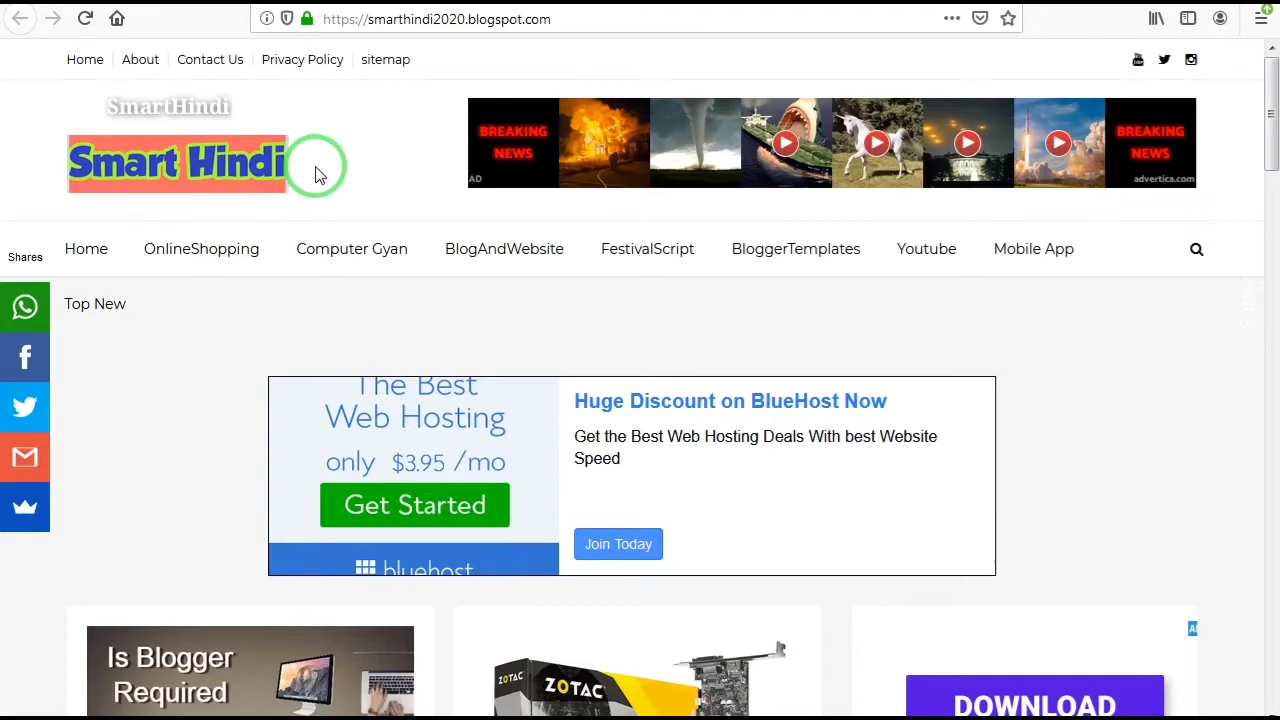 https://smarthindi2020.blogspot.com
Home About Contact Us Privacy Policy sitemap
SmartHindi
Smart Hindi
BREAKING NEWS
BREAKING NEWS
AD
advertica.com
Home OnlineShopping Computer Gyan BlogAndWebsite FestivalScript BloggerTemplates Youtube Mobile App
Shares
Top New
The Best
Web Hosting
only $3.95 /mo
Get Started
bluehost
Huge Discount on BlueHost Now
Get the Best Web Hosting Deals With best Website
Speed
Join Today
Is Blogger
Required
ZOTAC
ZOTAC
DOWNLOAD